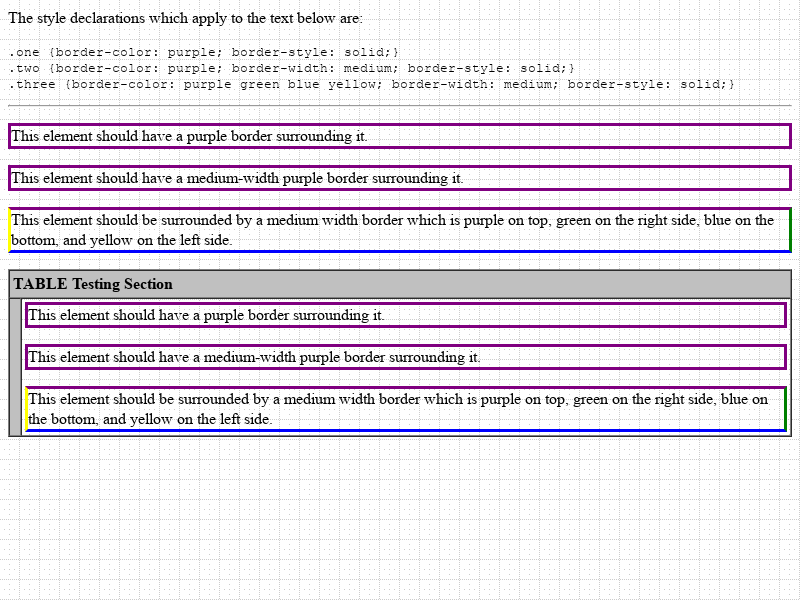 The style declarations which apply to the text below are:
.one {border-color: purple; border-style: solid;}
.two {border-color: purple; border-width: medium; border-style: solid;}
.three {border-color: purple green blue yellow; border-width: medium; border-style: solid;}
This element should have a purple border surrounding it.
This element should have a medium-width purple border surrounding it.
This element should be surrounded by a medium width border which is purple on top, green on the right side, blue on the
bottom, and yellow on the left side.
TABLE Testing Section
This element should have a purple border surrounding it.
This element should have a medium-width purple border surrounding it.
This element should be surrounded by a medium width border which is purple on top, green on the right side, blue on
the bottom, and yellow on the left side.